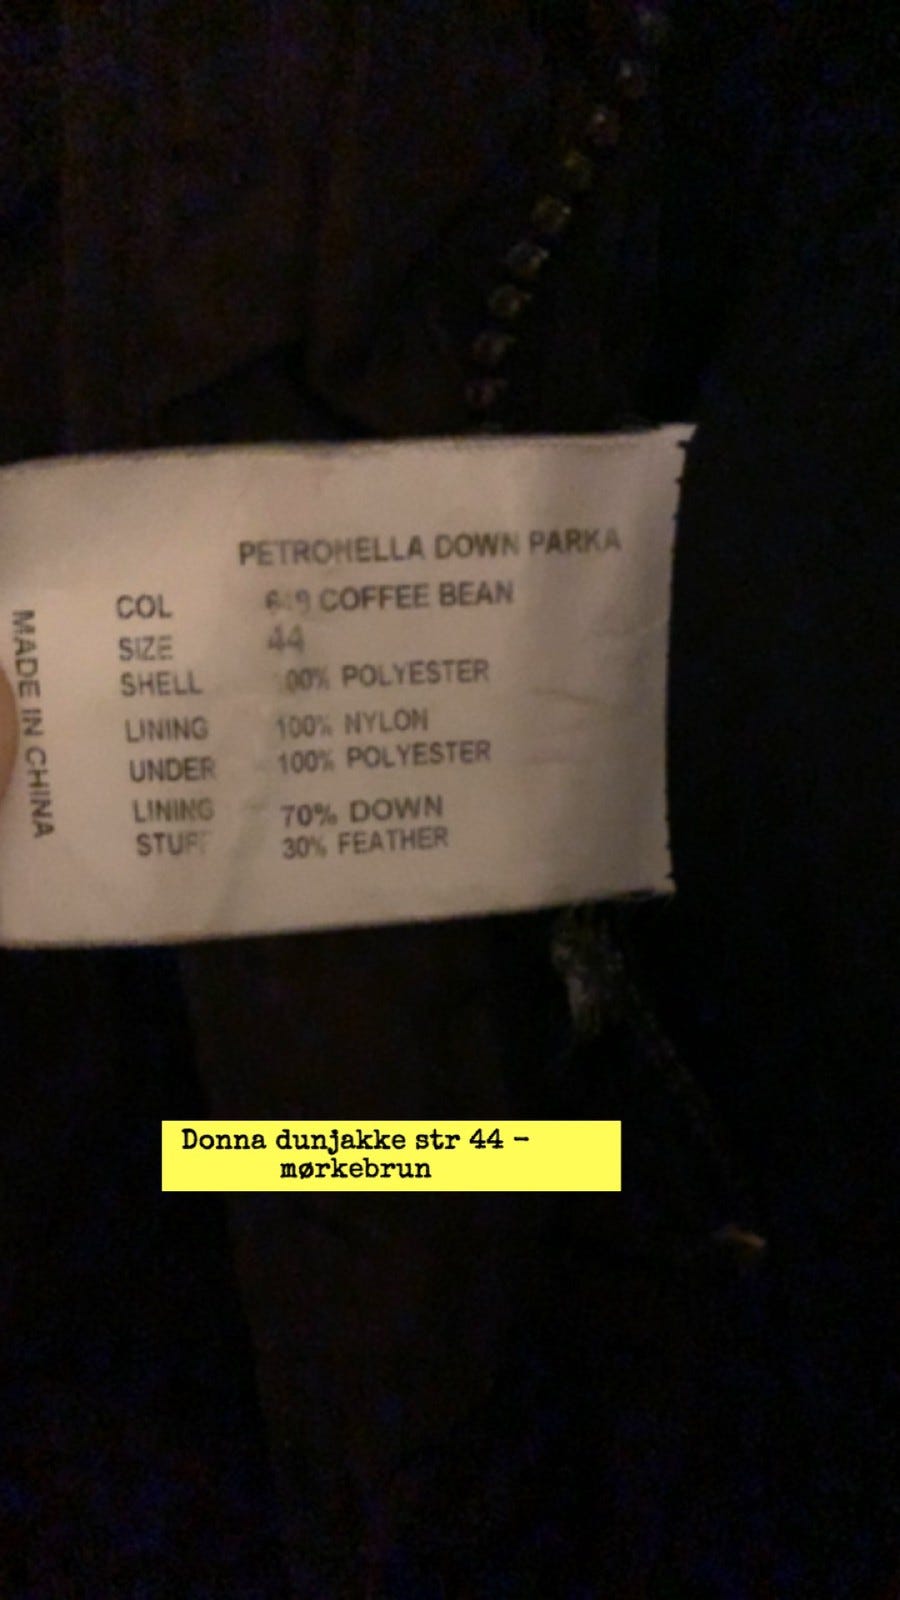 PETRONELLA DOWN PARKA
COL COFFEE BEAN
SIZE 44
SHELL POLYESTER
LINING 100% NYLON
UNDER 100% POLYESTER
LINING 70% DOWN
STUFF 30% FEATHER
MADE IN CHINA
Donna dunjakke str 44 -
mørkebrun